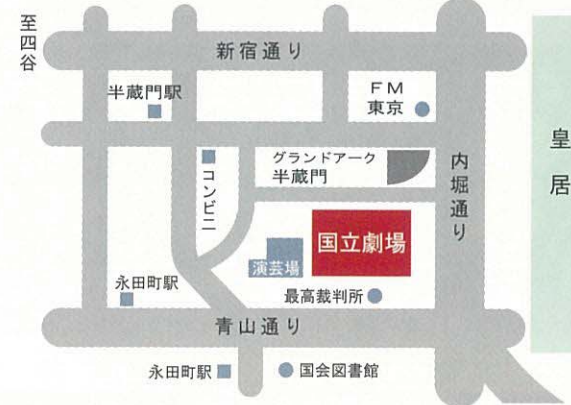 至四谷
新宿通り
半蔵門駅
FM
東京
皇居
内堀通り
グランドアーク
半蔵門
コンビニ
国立劇場
演芸場
永田町駅
最高裁判所
青山通り
永田町駅
国会図書館